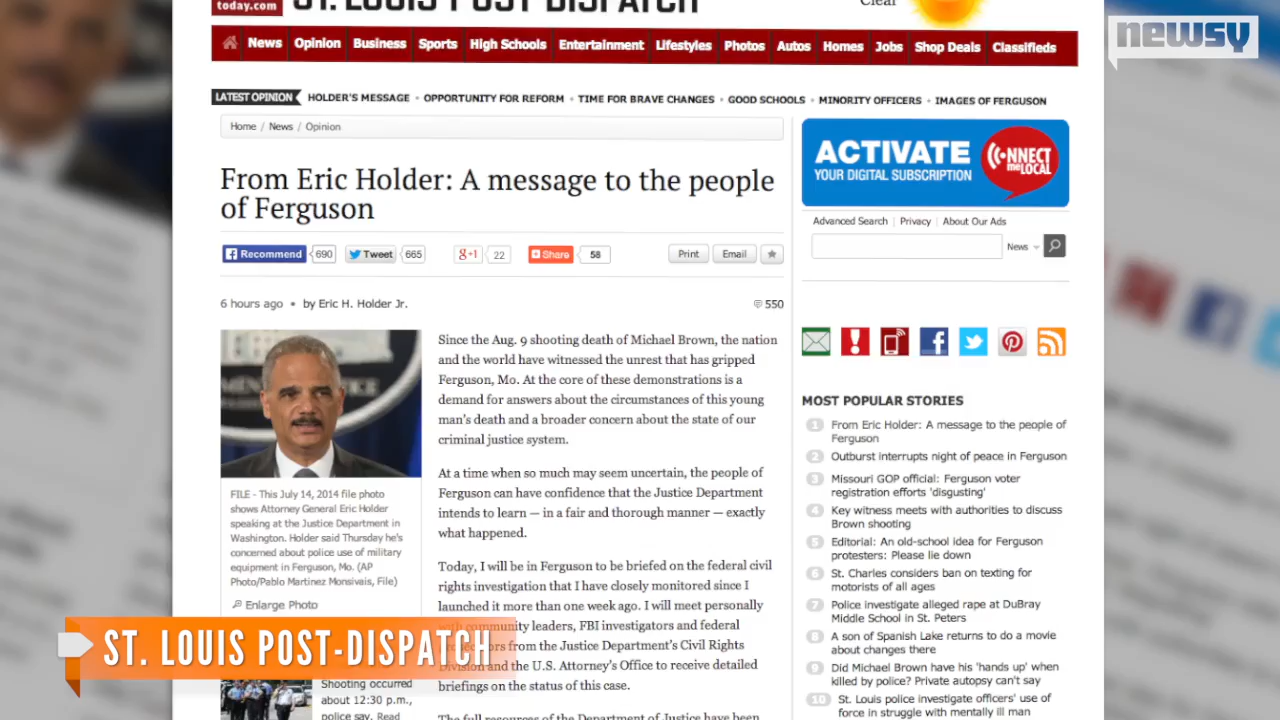 today.com
ST. LOUIS POST-DISPATCH
Clear
newsy
News Opinion Business Sports High Schools Entertainment Lifestyles Photos Autos Homes Jobs Shop Deals Classifieds
LATEST OPINION HOLDER'S MESSAGE • OPPORTUNITY FOR REFORM • TIME FOR BRAVE CHANGES • GOOD SCHOOLS • MINORITY OFFICERS • IMAGES OF FERGUSON
Home / News / Opinion
From Eric Holder: A message to the people
of Ferguson
Recommend 690 Tweet 665 g+1 22 Share 58 Print Email
6 hours ago • by Eric H. Holder Jr. 550
FILE - This July 14, 2014 file photo
shows Attorney General Eric Holder
speaking at the Justice Department in
Washington. Holder said Thursday he's
concerned about police use of military
equipment in Ferguson, Mo. (AP
Photo/Pablo Martinez Monsivais, File)
Enlarge Photo
Shooting occurred
about 12:30 p.m.,
police say. Read
Since the Aug. 9 shooting death of Michael Brown, the nation
and the world have witnessed the unrest that has gripped
Ferguson, Mo. At the core of these demonstrations is a
demand for answers about the circumstances of this young
man's death and a broader concern about the state of our
criminal justice system.
At a time when so much may seem uncertain, the people of
Ferguson can have confidence that the Justice Department
intends to learn — in a fair and thorough manner — exactly
what happened.
Today, I will be in Ferguson to be briefed on the federal civil
rights investigation that I have closely monitored since I
launched it more than one week ago. I will meet personally
with community leaders, FBI investigators and federal
from the Justice Department's Civil Rights
Division and the U.S. Attorney's Office to receive detailed
briefings on the status of this case.
The full resources of the Department of Justice have been
ACTIVATE
YOUR DIGITAL SUBSCRIPTION
NNECT
me LOCAL
Advanced Search | Privacy | About Our Ads
News
MOST POPULAR STORIES
1 From Eric Holder: A message to the people of
Ferguson
2 Outburst interrupts night of peace in Ferguson
3 Missouri GOP official: Ferguson voter
registration efforts 'disgusting'
4 Key witness meets with authorities to discuss
Brown shooting
5 Editorial: An old-school idea for Ferguson
protesters: Please lie down
6 St. Charles considers ban on texting for
motorists of all ages
7 Police investigate alleged rape at DuBray
Middle School in St. Peters
8 A son of Spanish Lake returns to do a movie
about changes there
9 Did Michael Brown have his 'hands up' when
killed by police? Private autopsy can't say
10 St. Louis police investigate officers' use of
force in struggle with mentally ill man
ST. LOUIS POST-DISPATCH